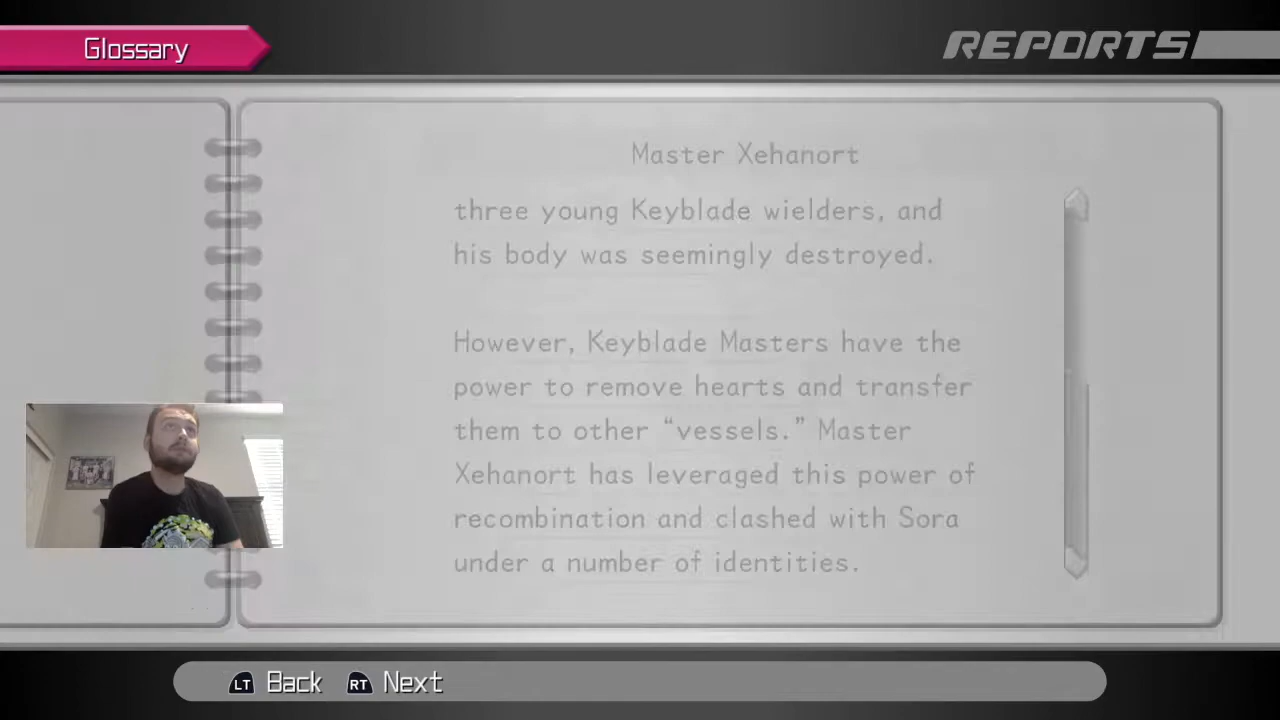 Glossary
REPORTS
Master Xehanort
three young Keyblade wielders, and
his body was seemingly destroyed.
However, Keyblade Masters have the
power to remove hearts and transfer
them to other “vessels.” Master
Xehanort has leveraged this power of
recombination and clashed with Sora
under a number of identities.
LT Back RT Next